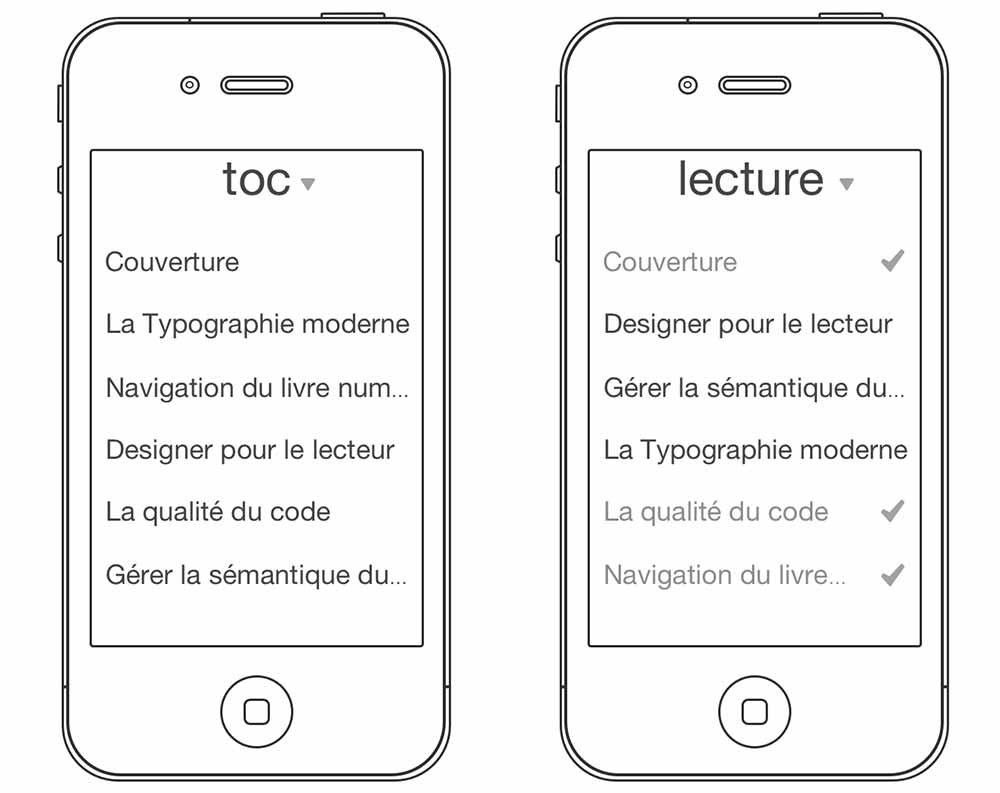 toc
Couverture
La Typographie moderne
Navigation du livre num...
Designer pour le lecteur
La qualité du code
Gérer la sémantique du...
lecture
Couverture
Designer pour le lecteur
Gérer la sémantique du...
La Typographie moderne
La qualité du code
Navigation du livre...